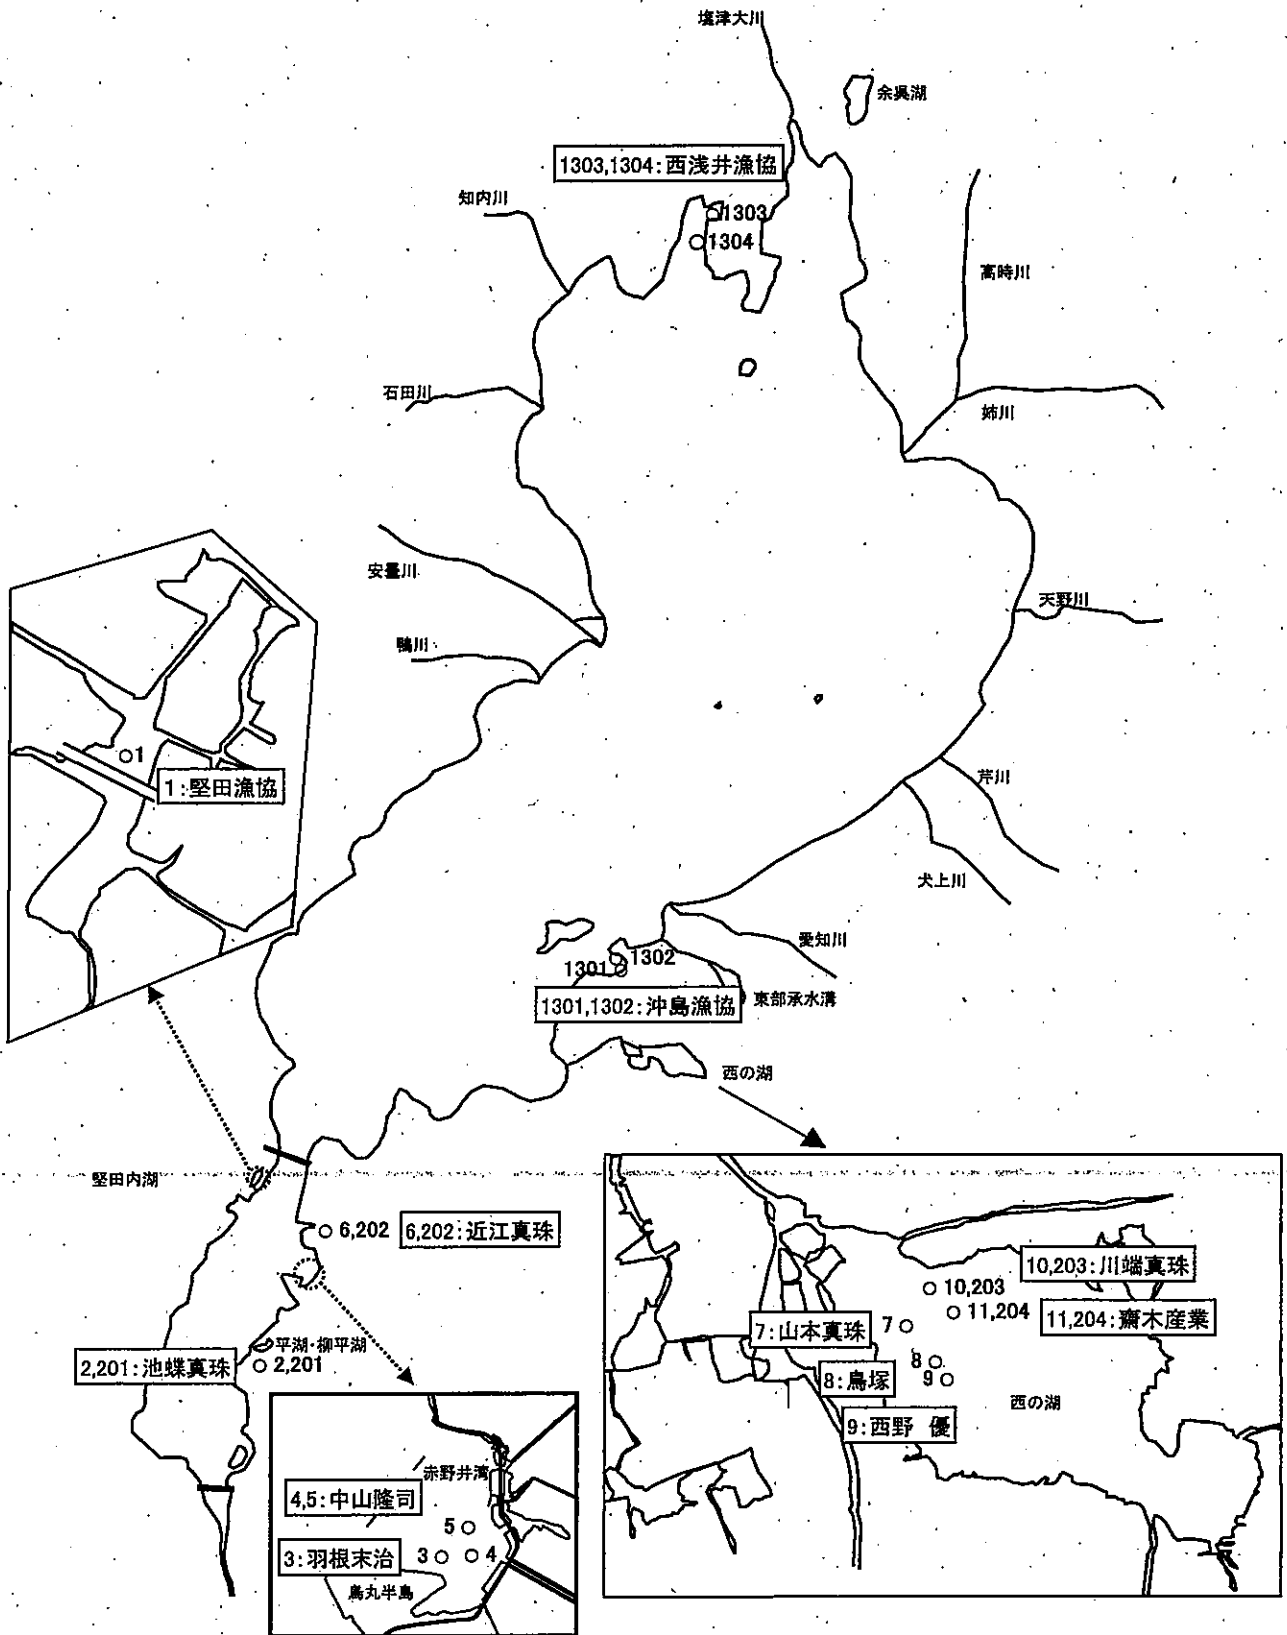 塩津大川
余呉湖
1303,1304:西浅井漁協
知内川
1303
1304
高時川
石田川
姉川
安曇川
天野川
鴨川
1
1:堅田漁協
芹川
犬上川
愛知川
1302
1301
1301,1302:沖島漁協
東部承水溝
西の湖
堅田内湖
6,202
6,202:近江真珠
10,203:川端真珠
10,203
11,204
11,204:齋木産業
7:山本真珠
7
平湖・柳平湖
2,201:池蝶真珠
2,201
8
8:鳥塚
9
西の湖
9:西野 優
赤野井湾
4,5:中山隆司
5
3:羽根末治
3
4
烏丸半島